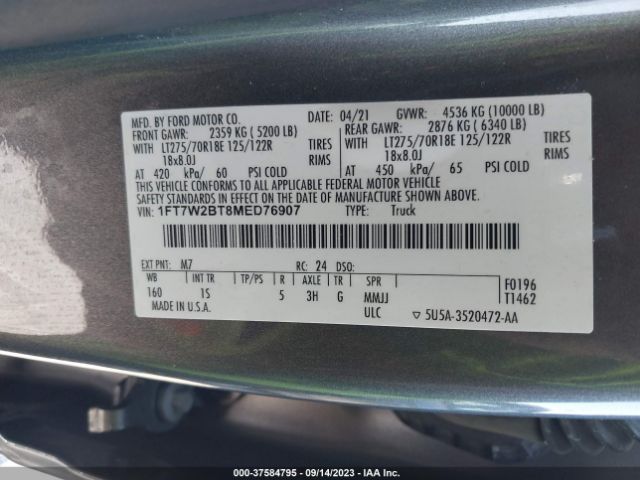 MFD. BY FORD MOTOR CO. DATE: 04/21 GVWR: 4536 KG (10000 LB)
FRONT GAWR: 2359 KG ( 5200 LB) REAR GAWR: 2876 KG ( 6340 LB)
WITH LT275/70R18E 125/122R TIRES WITH LT275/70R18E 125/122R TIRES
18x8.0J RIMS 18x8.0J RIMS
AT 420 kPa/ 60 PSI COLD AT 450 kPa/ 65 PSI COLD
THIS VEHICLE CONFORMS TO ALL APPLICABLE FEDERAL MOTOR VEHICLE
SAFETY STANDARDS IN EFFECT ON THE DATE OF MANUFACTURE SHOWN ABOVE.
VIN: 1FT7W2BT8MED76907 TYPE: Truck
EXT PNT: M7 RC: 24 DSO:
WB INT TR TP/PS R AXLE TR SPR F0196
160 1S 5 3H G MMJJ T1462
MADE IN U.S.A. ULC ▽ 5U5A-3520472-AA
000-37584795 - 09/14/2023 - IAA Inc.